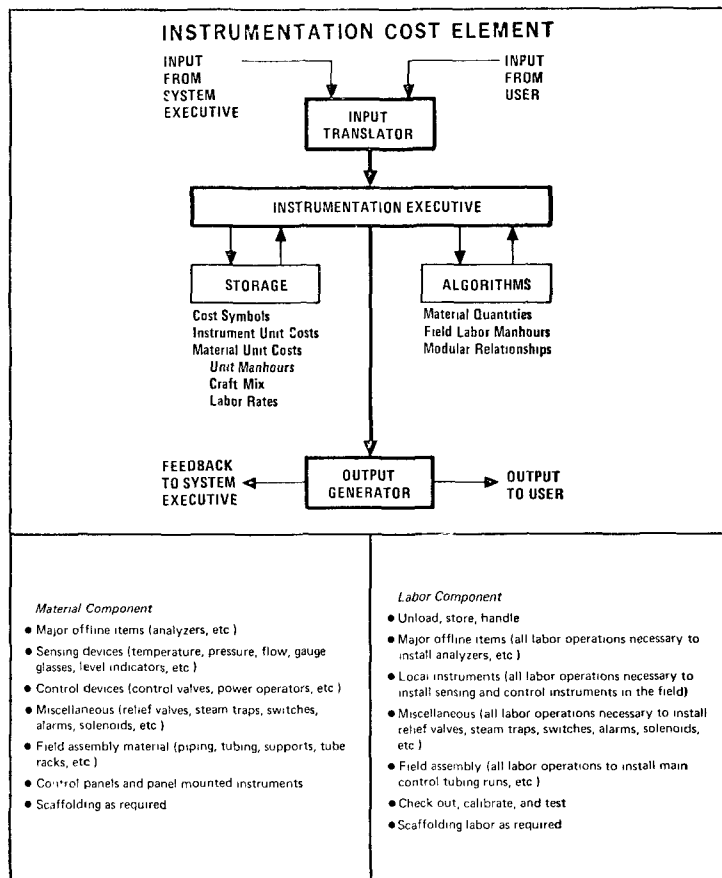 INSTRUMENTATION COST ELEMENT
INPUT
FROM
SYSTEM
EXECUTIVE
INPUT
FROM
USER
INPUT
TRANSLATOR
INSTRUMENTATION EXECUTIVE
STORAGE
Cost Symbols
Instrument Unit Costs
Material Unit Costs
Unit Manhours
Craft Mix
Labor Rates
ALGORITHMS
Material Quantities
Field Labor Manhours
Modular Relationships
FEEDBACK
TO SYSTEM
EXECUTIVE
OUTPUT
GENERATOR
OUTPUT
TO USER
Material Component
● Major offline items (analyzers, etc )
● Sensing devices (temperature, pressure, flow, gauge
glasses, level indicators, etc )
● Control devices (control valves, power operators, etc )
● Miscellaneous (relief valves, steam traps, switches,
alarms, solenoids, etc )
● Field assembly material (piping, tubing, supports, tube
racks, etc )
● Control panels and panel mounted instruments
● Scaffolding as required
Labor Component
● Unload, store, handle
● Major offline items (all labor operations necessary to
install analyzers, etc )
● Local instruments (all labor operations necessary to
install sensing and control instruments in the field)
● Miscellaneous (all labor operations necessary to install
relief valves, steam traps, switches, alarms, solenoids,
etc )
● Field assembly (all labor operations to install main
control tubing runs, etc )
● Check out, calibrate, and test
● Scaffolding labor as required